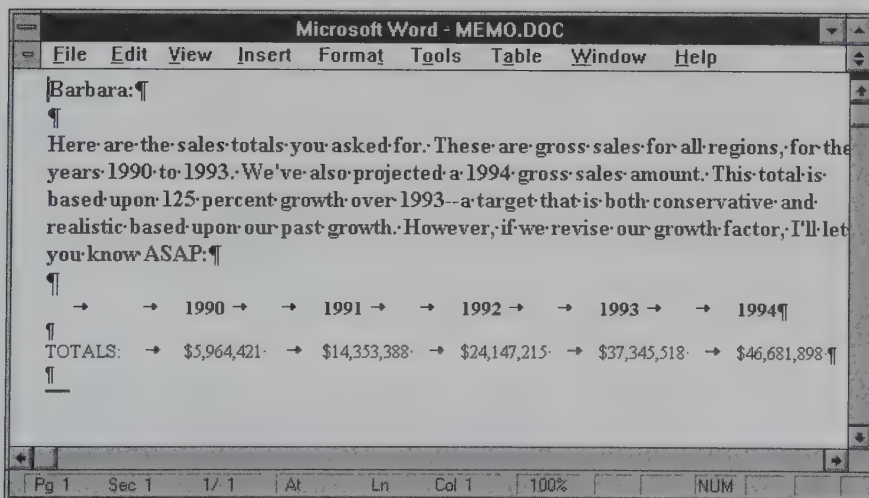 Microsoft Word - MEMO.DOC
File Edit View Insert Format Tools Table Window Help
Barbara:¶
¶
Here·are·the·sales·totals·you·asked·for.·These·are·gross·sales·for·all·regions,·for·the
years·1990·to·1993.·We've·also·projected·a·1994·gross·sales·amount.·This·total·is·
based·upon·125·percent·growth·over·1993--a·target·that·is·both·conservative·and·
realistic·based·upon·our·past·growth.·However,·if·we·revise·our·growth·factor,·I'll·let
you·know·ASAP:¶
¶
→ → 1990 → → 1991 → → 1992 → → 1993 → → 1994¶
¶
TOTALS: → $5,964,421· → $14,353,388· → $24,147,215· → $37,345,518· → $46,681,898·¶
¶
Pg 1 Sec 1 1/ 1 At Ln Col 1 100% NUM